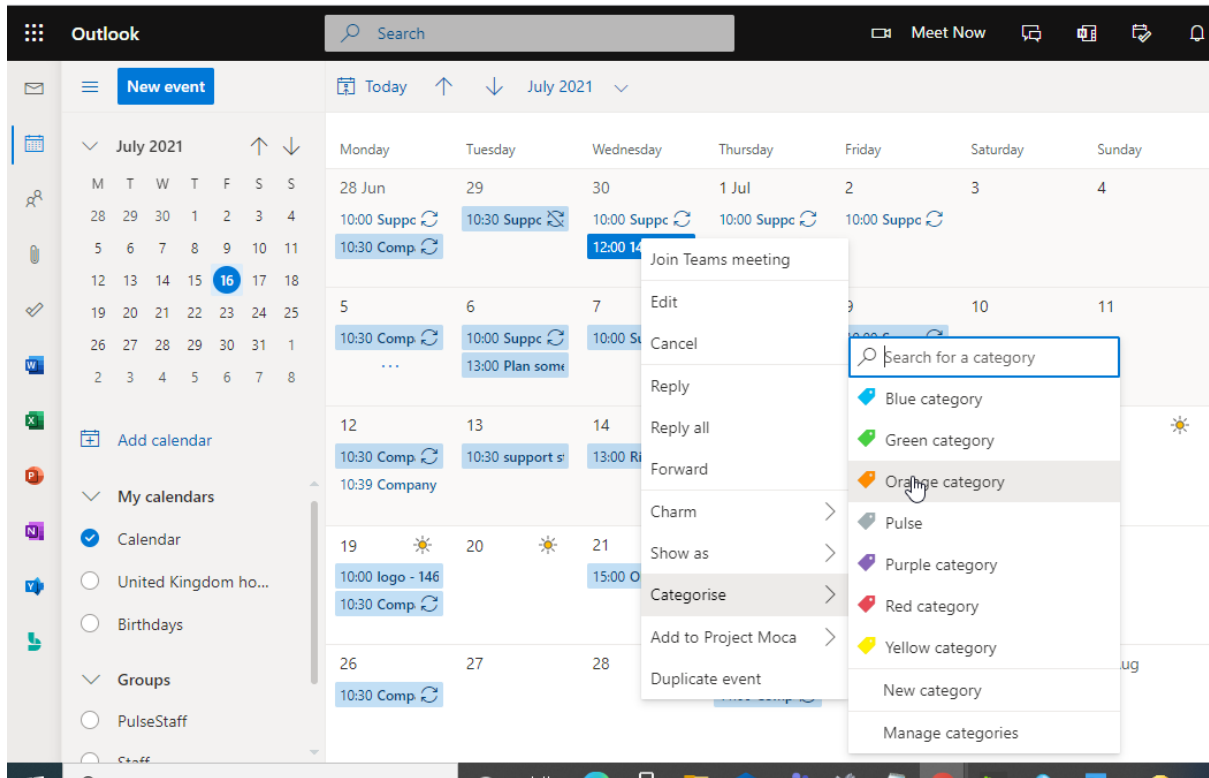 Outlook
Search
Meet Now
New event
Today
July 2021
July 2021
M T W T F S S
28 29 30 1 2 3 4
5 6 7 8 9 10 11
12 13 14 15 16 17 18
19 20 21 22 23 24 25
26 27 28 29 30 31 1
2 3 4 5 6 7 8
Add calendar
My calendars
Calendar
United Kingdom ho...
Birthdays
Groups
PulseStaff
Monday Tuesday Wednesday Thursday Friday Saturday Sunday
28 Jun 29 30 1 Jul 2 3 4
10:00 Suppc 10:30 Suppc 10:00 Suppc 10:00 Suppc 10:00 Suppc
10:30 Comp 12:00 14
5 6 7 9 10 11
10:30 Comp 10:00 Suppc 10:00 Su
... 13:00 Plan some
12 13 14
10:30 Comp 10:30 support s 13:00 Ri
10:39 Company
19 20 21
10:00 logo - 146 15:00 O
10:30 Comp
26 27 28 ug
10:30 Comp
Join Teams meeting
Edit
Cancel
Reply
Reply all
Forward
Charm
Show as
Categorise
Add to Project Moca
Duplicate event
Search for a category
Blue category
Green category
Orange category
Pulse
Purple category
Red category
Yellow category
New category
Manage categories